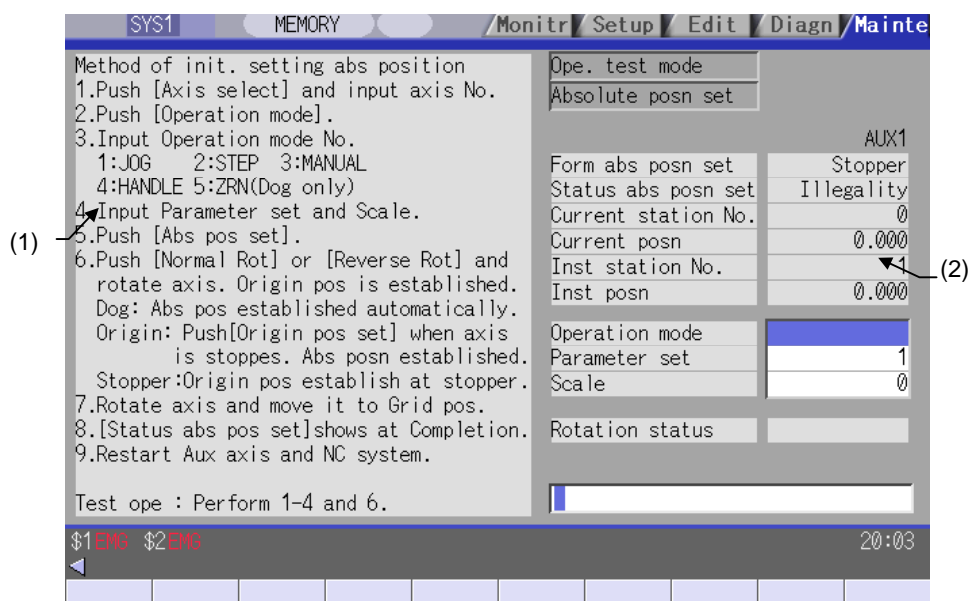 SYS1 MEMORY Monitr Setup Edit Diagn Mainte
Method of init. setting abs position
1.Push [Axis select] and input axis No.
2.Push [Operation mode].
3.Input Operation mode No.
1:JOG 2:STEP 3:MANUAL
4:HANDLE 5:ZRN(Dog only)
4.Input Parameter set and Scale.
5.Push [Abs pos set].
6.Push [Normal Rot] or [Reverse Rot] and
rotate axis. Origin pos is established.
Dog: Abs pos established automatically.
Origin: Push[Origin pos set] when axis
is stoppes. Abs posn established.
Stopper:Origin pos establish at stopper.
7.Rotate axis and move it to Grid pos.
8.[Status abs pos set]shows at Completion.
9.Restart Aux axis and NC system.
Test ope : Perform 1-4 and 6.
(1)
Ope. test mode
Absolute posn set
AUX1
Form abs posn set Stopper
Status abs posn set Illegality
Current station No. 0
Current posn 0.000
Inst station No. 1
Inst posn 0.000
(2)
Operation mode
Parameter set 1
Scale 0
Rotation status
$1 EMG $2 EMG 20:03